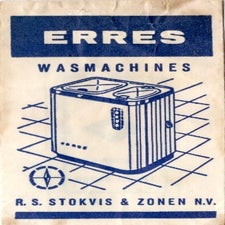 ERRES
WASMACHINES
R. S. STOKVIS & ZONEN N.V.